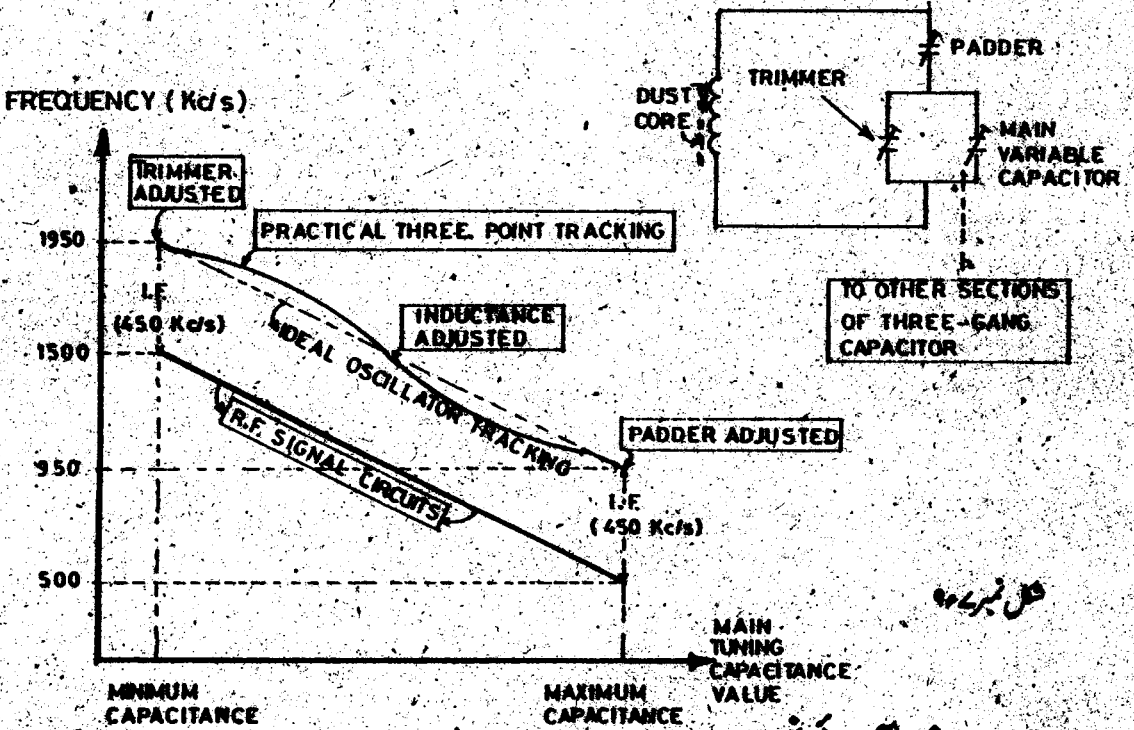 FREQUENCY (Kc/s)
TRIMMER
ADJUSTED
PRACTICAL THREE POINT TRACKING
1950
I.F
(450 Kc/s)
1500
INDUCTANCE
ADJUSTED
IDEAL OSCILLATOR TRACKING
R.F. SIGNAL CIRCUITS
PADDER ADJUSTED
950
I.F.
(450 Kc/s)
500
MAIN
TUNING
CAPACITANCE
VALUE
MINIMUM
CAPACITANCE
MAXIMUM
CAPACITANCE
PADDER
TRIMMER
DUST
CORE
MAIN
VARIABLE
CAPACITOR
TO OTHER SECTIONS
OF THREE-GANG
CAPACITOR
شکل نمبر